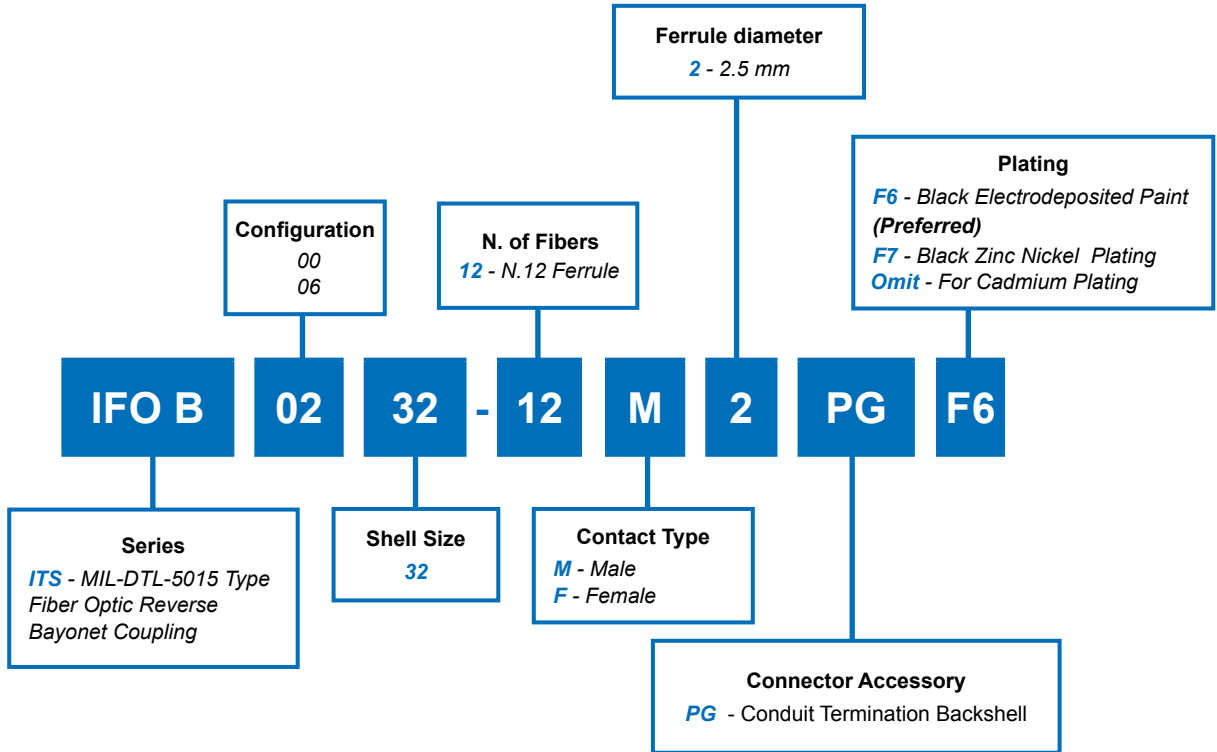 Ferrule diameter
2 - 2.5 mm
Plating
F6 - Black Electrodeposited Paint
(Preferred)
F7 - Black Zinc Nickel Plating
Omit - For Cadmium Plating
Configuration
00
06
N. of Fibers
12 - N.12 Ferrule
IFO B 02 32 - 12 M 2 PG F6
Series
ITS - MIL-DTL-5015 Type
Fiber Optic Reverse
Bayonet Coupling
Shell Size
32
Contact Type
M - Male
F - Female
Connector Accessory
PG - Conduit Termination Backshell